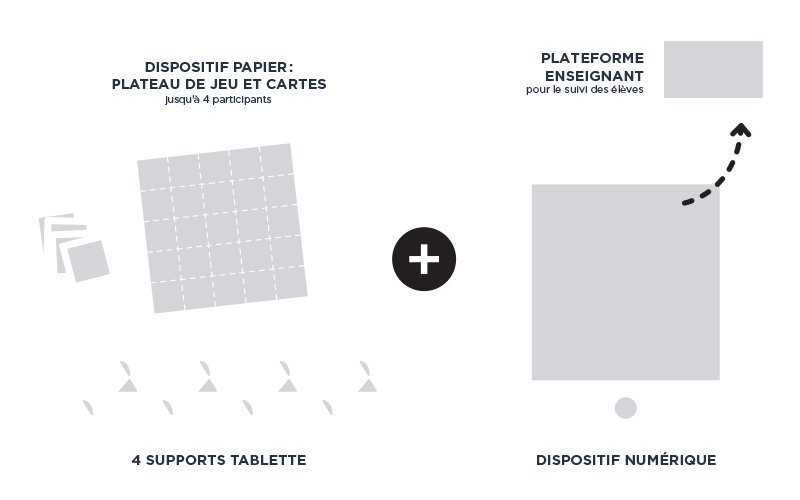 DISPOSITIF PAPIER :
PLATEAU DE JEU ET CARTES
jusqu'à 4 participants
PLATEFORME
ENSEIGNANT
pour le suivi des élèves
4 SUPPORTS TABLETTE
DISPOSITIF NUMÉRIQUE